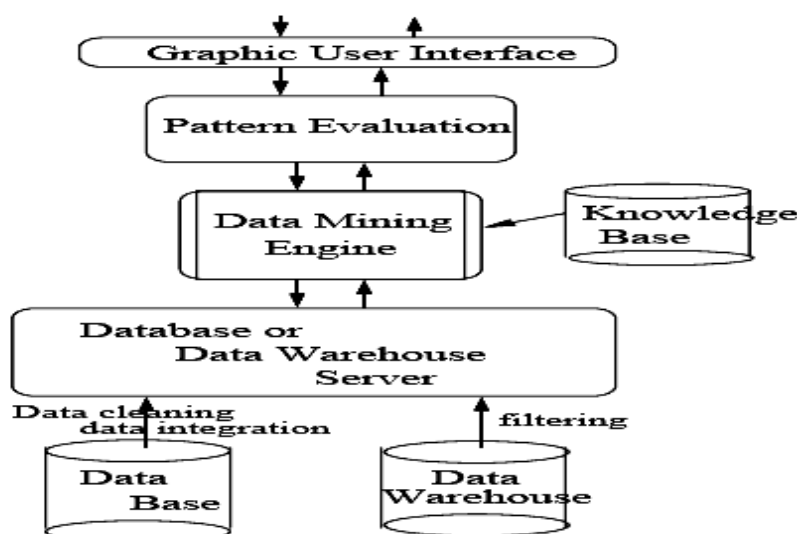 Graphic User Interface
Pattern Evaluation
Data Mining
Engine
Knowledge
Base
Database or
Data Warehouse
Server
Data cleaning
data integration
filtering
Data
Base
Data
Warehouse